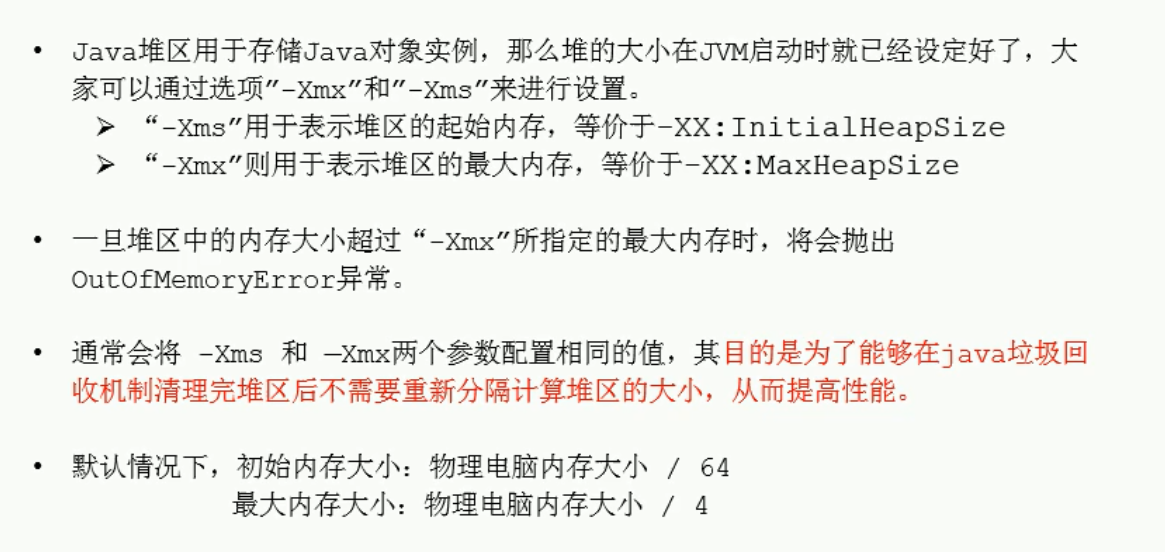 • Java堆区用于存储Java对象实例，那么堆的大小在JVM启动时就已经设定好了，大
家可以通过选项″-Xmx″和″-Xms″来进行设置。
➢ “-Xms″用于表示堆区的起始内存，等价于-XX:InitialHeapSize
➢ “-Xmx″则用于表示堆区的最大内存，等价于-XX:MaxHeapSize
• 一旦堆区中的内存大小超过“-Xmx″所指定的最大内存时，将会抛出
OutOfMemoryError异常。
• 通常会将 -Xms 和 —Xmx两个参数配置相同的值，其目的是为了能够在java垃圾回
收机制清理完堆区后不需要重新分隔计算堆区的大小，从而提高性能。
• 默认情况下，初始内存大小：物理电脑内存大小 / 64
最大内存大小：物理电脑内存大小 / 4